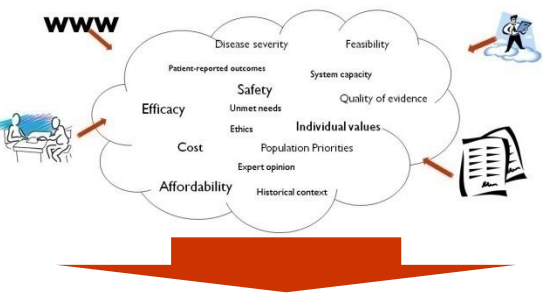 WWW
Disease severity
Feasibility
Patient-reported outcomes
System capacity
Safety
Quality of evidence
Efficacy
Unmet needs
Ethics
Individual values
Cost
Population Priorities
Expert opinion
Affordability
Historical context